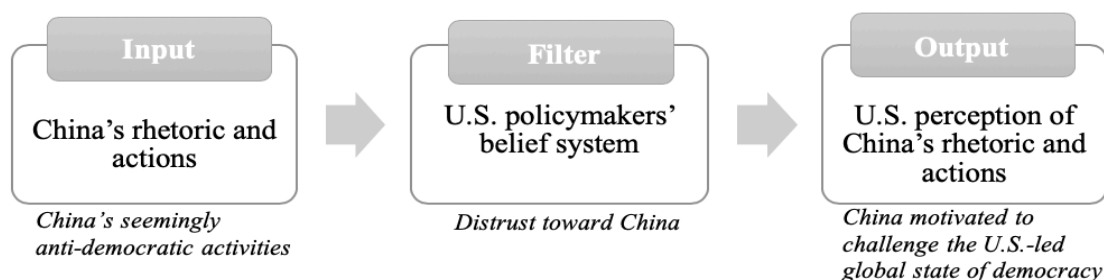 Input
China's rhetoric and
actions
China's seemingly
anti-democratic activities
Filter
U.S. policymakers'
belief system
Distrust toward China
Output
U.S. perception of
China's rhetoric and
actions
China motivated to
challenge the U.S.-led
global state of democracy